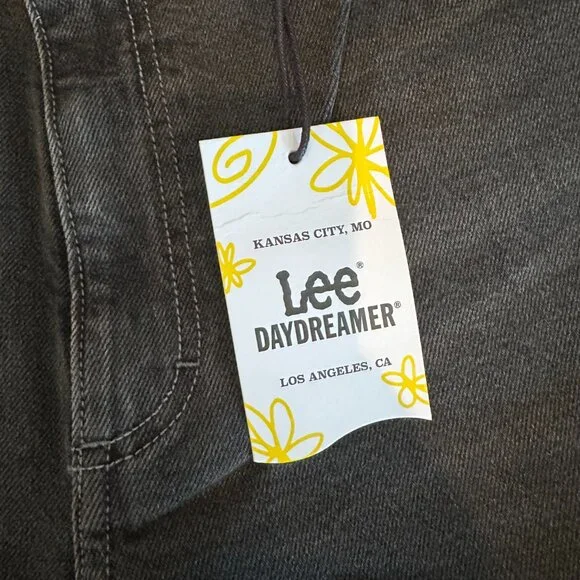 KANSAS CITY, MO
Lee®
DAYDREAMER®
LOS ANGELES, CA